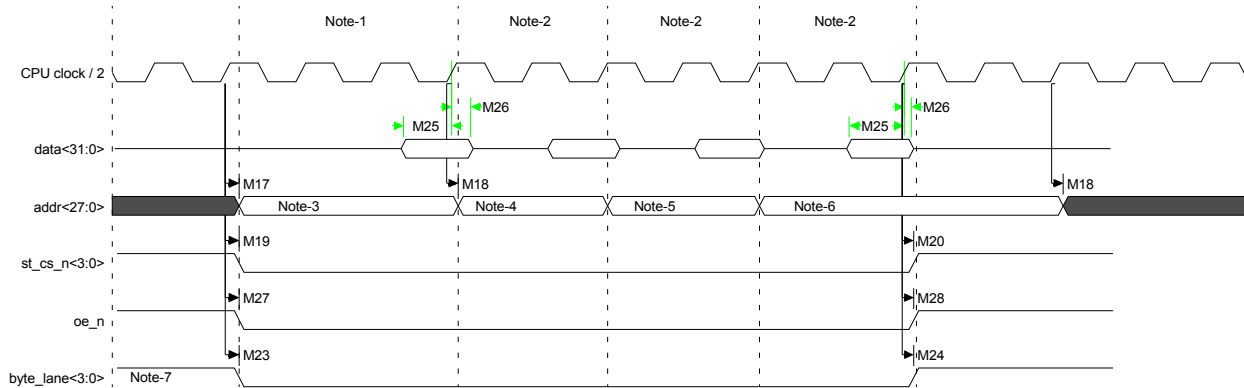 Note-1 Note-2 Note-2 Note-2
CPU clock / 2
M26 M26
M25 M25
data<31:0>
M17 M18 M18
addr<27:0> Note-3 Note-4 Note-5 Note-6
M19 M20
st_cs_n<3:0>
M27 M28
oe_n
M23 M24
byte_lane<3:0> Note-7